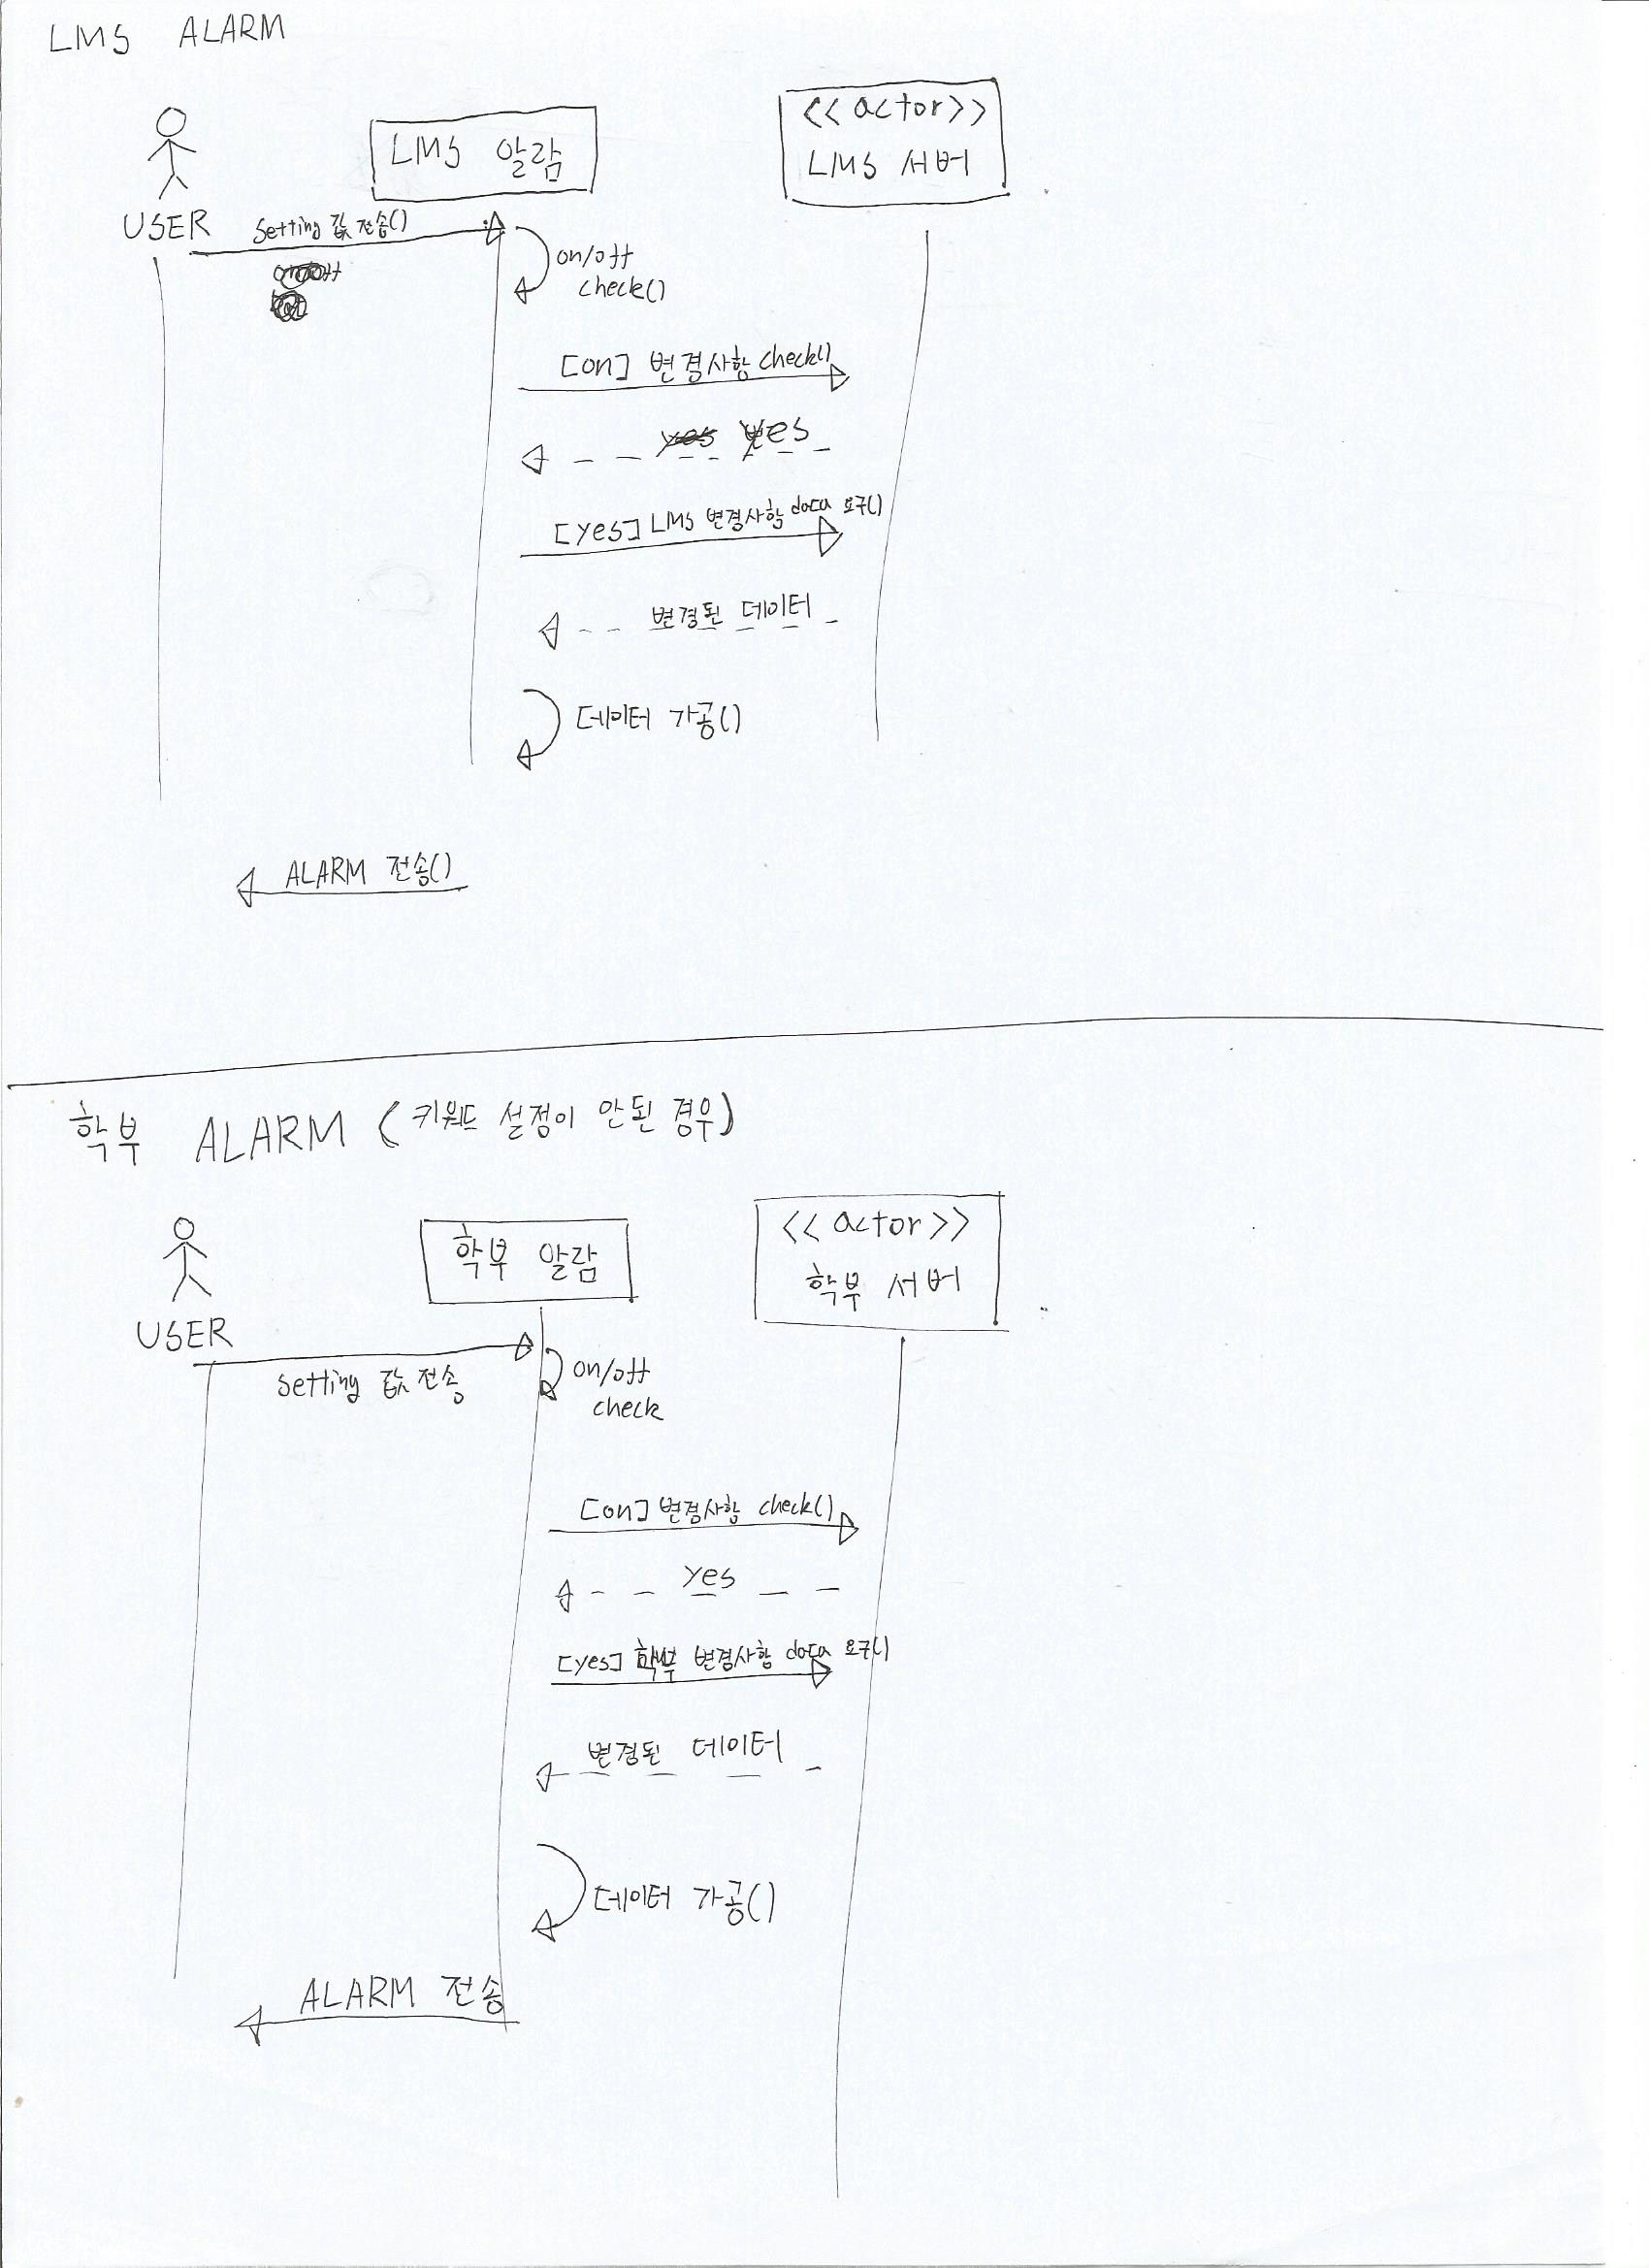 LMS ALARM
USER
LMS 알람
<<actor>>
LMS 서버
Setting 값 전송()
on/off
check()
[on] 변경사항 check()
yes
[yes] LMS 변경사항 data 요구()
변경된 데이터
데이터 가공()
ALARM 전송()
학부 ALARM (키워드 설정이 안된 경우)
USER
학부 알람
<<actor>>
학부 서버
setting 값 전송
on/off
check
[on] 변경사항 check()
yes
[yes] 학부 변경사항 data 요구()
변경된 데이터
데이터 가공()
ALARM 전송